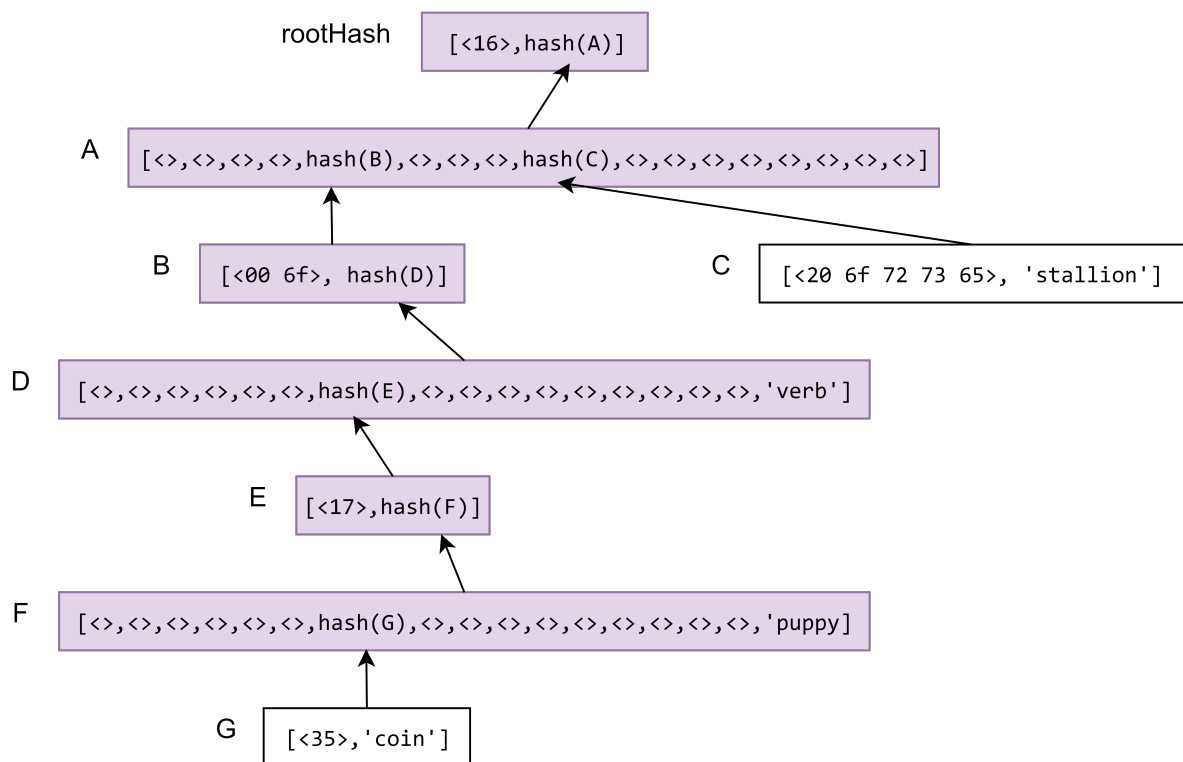 rootHash [<16>,hash(A)]
A [<>,<>,<>,<>,hash(B),<>,<>,<>,hash(C),<>,<>,<>,<>,<>,<>,<>,<>]
B [<00 6f>, hash(D)] C [<20 6f 72 73 65>, 'stallion']
D [<>,<>,<>,<>,<>,<>,hash(E),<>,<>,<>,<>,<>,<>,<>,<>,<>,'verb']
E [<17>,hash(F)]
F [<>,<>,<>,<>,<>,<>,hash(G),<>,<>,<>,<>,<>,<>,<>,<>,<>,'puppy]
G [<35>,'coin']